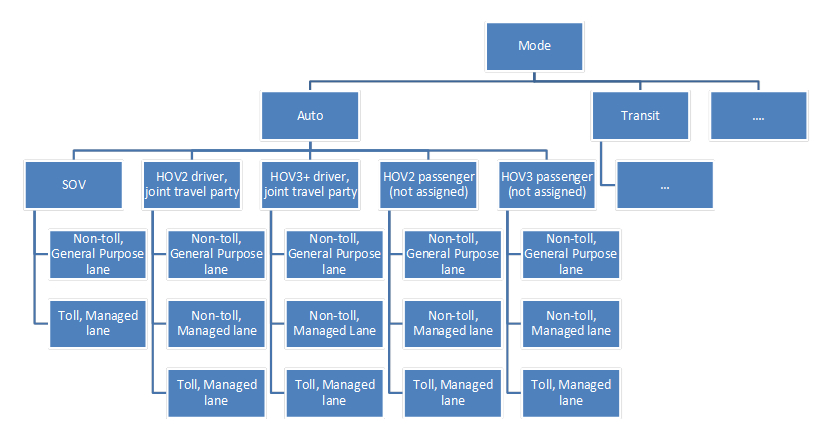 Mode
Auto
Transit
....
SOV
HOV2 driver,
joint travel party
HOV3+ driver,
joint travel party
HOV2 passenger
(not assigned)
HOV3 passenger
(not assigned)
...
Non-toll,
General Purpose
lane
Non-toll,
General Purpose
lane
Non-toll,
General Purpose
lane
Non-toll,
General Purpose
lane
Non-toll,
General Purpose
lane
Toll, Managed
lane
Non-toll,
Managed lane
Non-toll,
Managed Lane
Non-toll,
Managed lane
Non-toll,
Managed lane
Toll, Managed
lane
Toll, Managed
lane
Toll, Managed
lane
Toll, Managed
lane